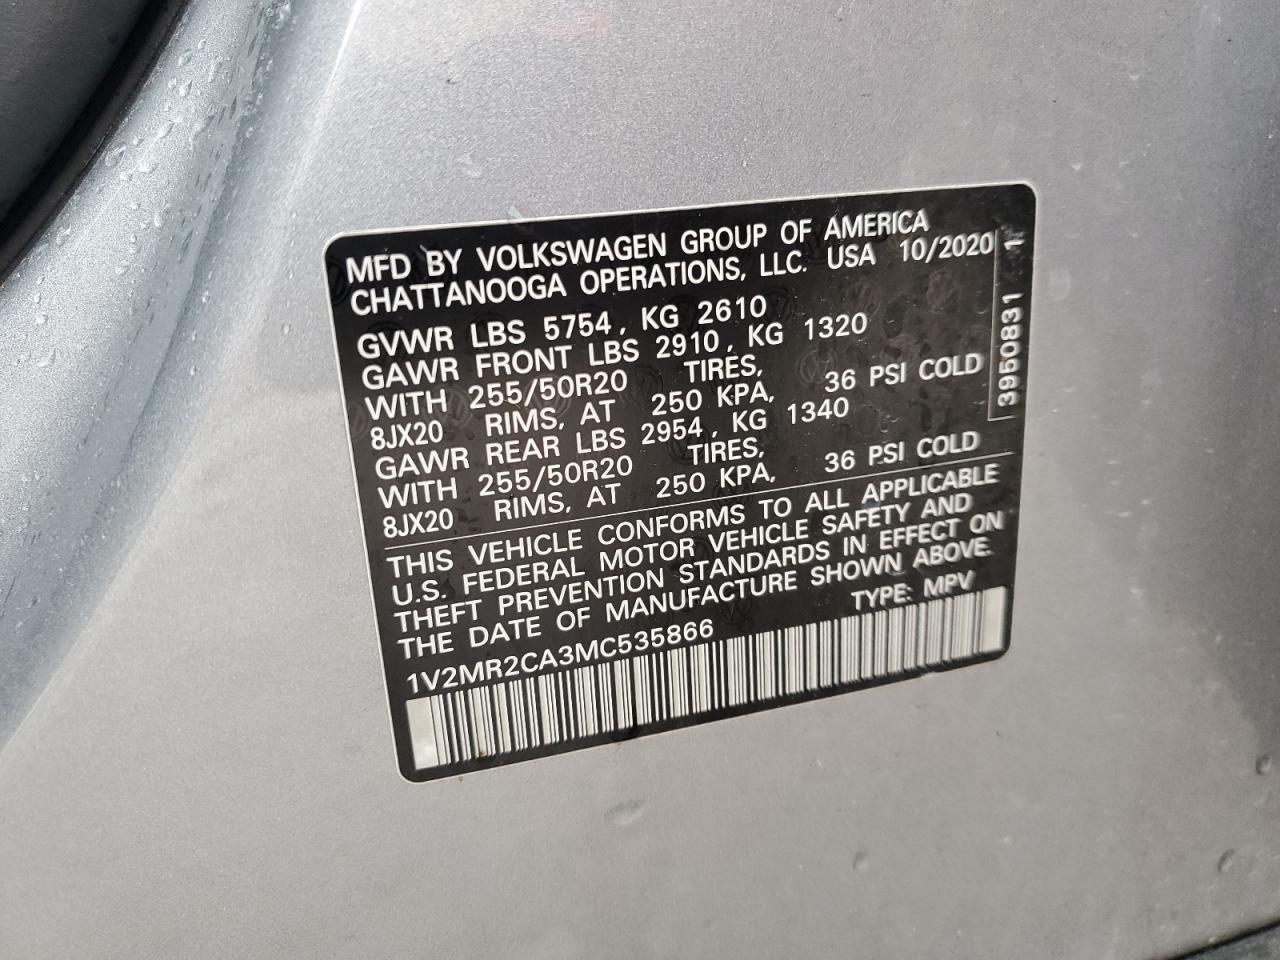 MFD BY VOLKSWAGEN GROUP OF AMERICA
CHATTANOOGA OPERATIONS, LLC. USA 10/2020
GVWR LBS 5754, KG 2610
GAWR FRONT LBS 2910, KG 1320
WITH 255/50R20 TIRES,
8JX20 RIMS, AT 250 KPA, 36 PSI COLD
GAWR REAR LBS 2954, KG 1340
WITH 255/50R20 TIRES,
8JX20 RIMS, AT 250 KPA, 36 PSI COLD
THIS VEHICLE CONFORMS TO ALL APPLICABLE
U.S. FEDERAL MOTOR VEHICLE SAFETY AND
THEFT PREVENTION STANDARDS IN EFFECT ON
THE DATE OF MANUFACTURE SHOWN ABOVE.
TYPE: MPV
1V2MR2CA3MC535866
3950831